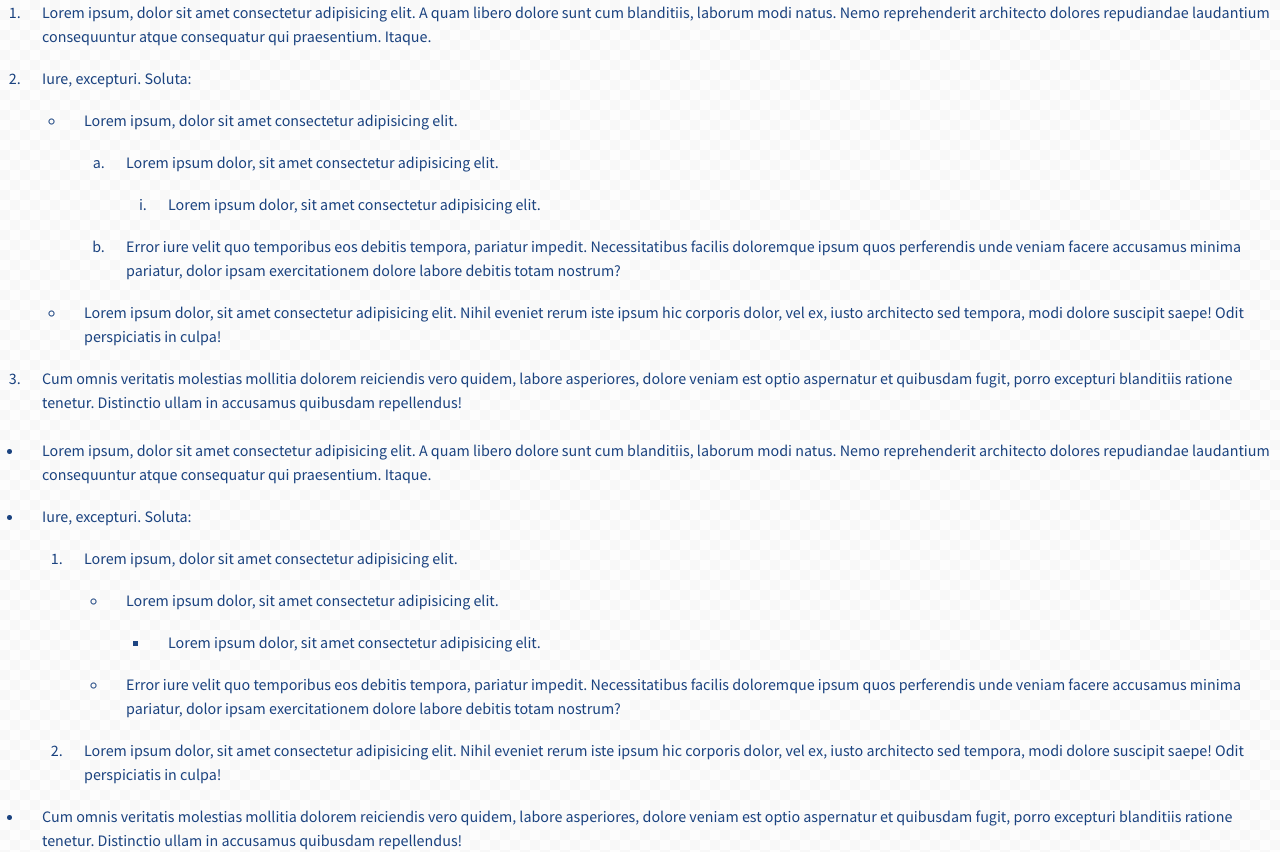 1. Lorem ipsum, dolor sit amet consectetur adipisicing elit. A quam libero dolore sunt cum blanditiis, laborum modi natus. Nemo reprehenderit architecto dolores repudiandae laudantium
consequuntur atque consequatur qui praesentium. Itaque.
2. Iure, excepturi. Soluta:
◦ Lorem ipsum, dolor sit amet consectetur adipisicing elit.
a. Lorem ipsum dolor, sit amet consectetur adipisicing elit.
i. Lorem ipsum dolor, sit amet consectetur adipisicing elit.
b. Error iure velit quo temporibus eos debitis tempora, pariatur impedit. Necessitatibus facilis doloremque ipsum quos perferendis unde veniam facere accusamus minima
pariatur, dolor ipsam exercitationem dolore labore debitis totam nostrum?
◦ Lorem ipsum dolor, sit amet consectetur adipisicing elit. Nihil eveniet rerum iste ipsum hic corporis dolor, vel ex, iusto architecto sed tempora, modi dolore suscipit saepe! Odit
perspiciatis in culpa!
3. Cum omnis veritatis molestias mollitia dolorem reiciendis vero quidem, labore asperiores, dolore veniam est optio aspernatur et quibusdam fugit, porro excepturi blanditiis ratione
tenetur. Distinctio ullam in accusamus quibusdam repellendus!
• Lorem ipsum, dolor sit amet consectetur adipisicing elit. A quam libero dolore sunt cum blanditiis, laborum modi natus. Nemo reprehenderit architecto dolores repudiandae laudantium
consequuntur atque consequatur qui praesentium. Itaque.
• Iure, excepturi. Soluta:
1. Lorem ipsum, dolor sit amet consectetur adipisicing elit.
◦ Lorem ipsum dolor, sit amet consectetur adipisicing elit.
▪ Lorem ipsum dolor, sit amet consectetur adipisicing elit.
◦ Error iure velit quo temporibus eos debitis tempora, pariatur impedit. Necessitatibus facilis doloremque ipsum quos perferendis unde veniam facere accusamus minima
pariatur, dolor ipsam exercitationem dolore labore debitis totam nostrum?
2. Lorem ipsum dolor, sit amet consectetur adipisicing elit. Nihil eveniet rerum iste ipsum hic corporis dolor, vel ex, iusto architecto sed tempora, modi dolore suscipit saepe! Odit
perspiciatis in culpa!
• Cum omnis veritatis molestias mollitia dolorem reiciendis vero quidem, labore asperiores, dolore veniam est optio aspernatur et quibusdam fugit, porro excepturi blanditiis ratione
tenetur. Distinctio ullam in accusamus quibusdam repellendus!